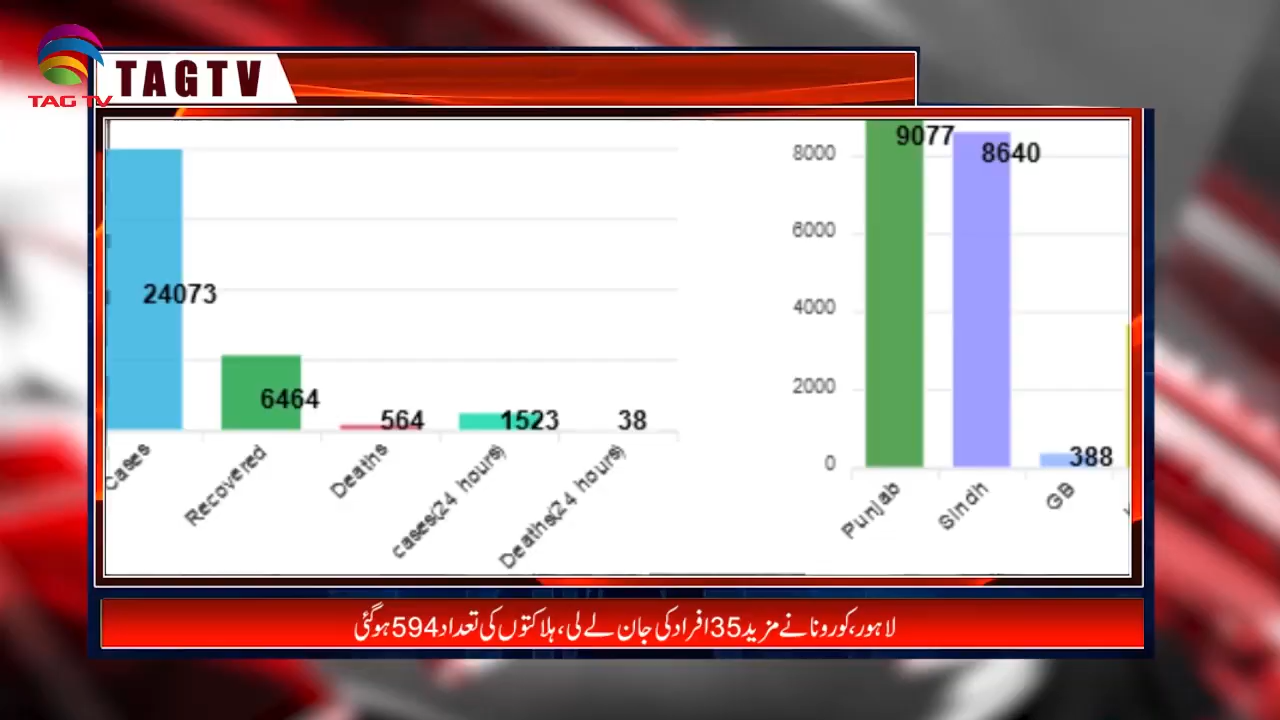 TAG TV
TAGTV
24073
6464
564
1523
38
Cases
Recovered
Deaths
cases(24 hours)
Deaths(24 hours)
8000
6000
4000
2000
0
9077
8640
388
Punjab
Sindh
GB
لاہور، کورونا نے مزید 35 افراد کی جان لے لی، ہلاکتوں کی تعداد 594 ہوگئی